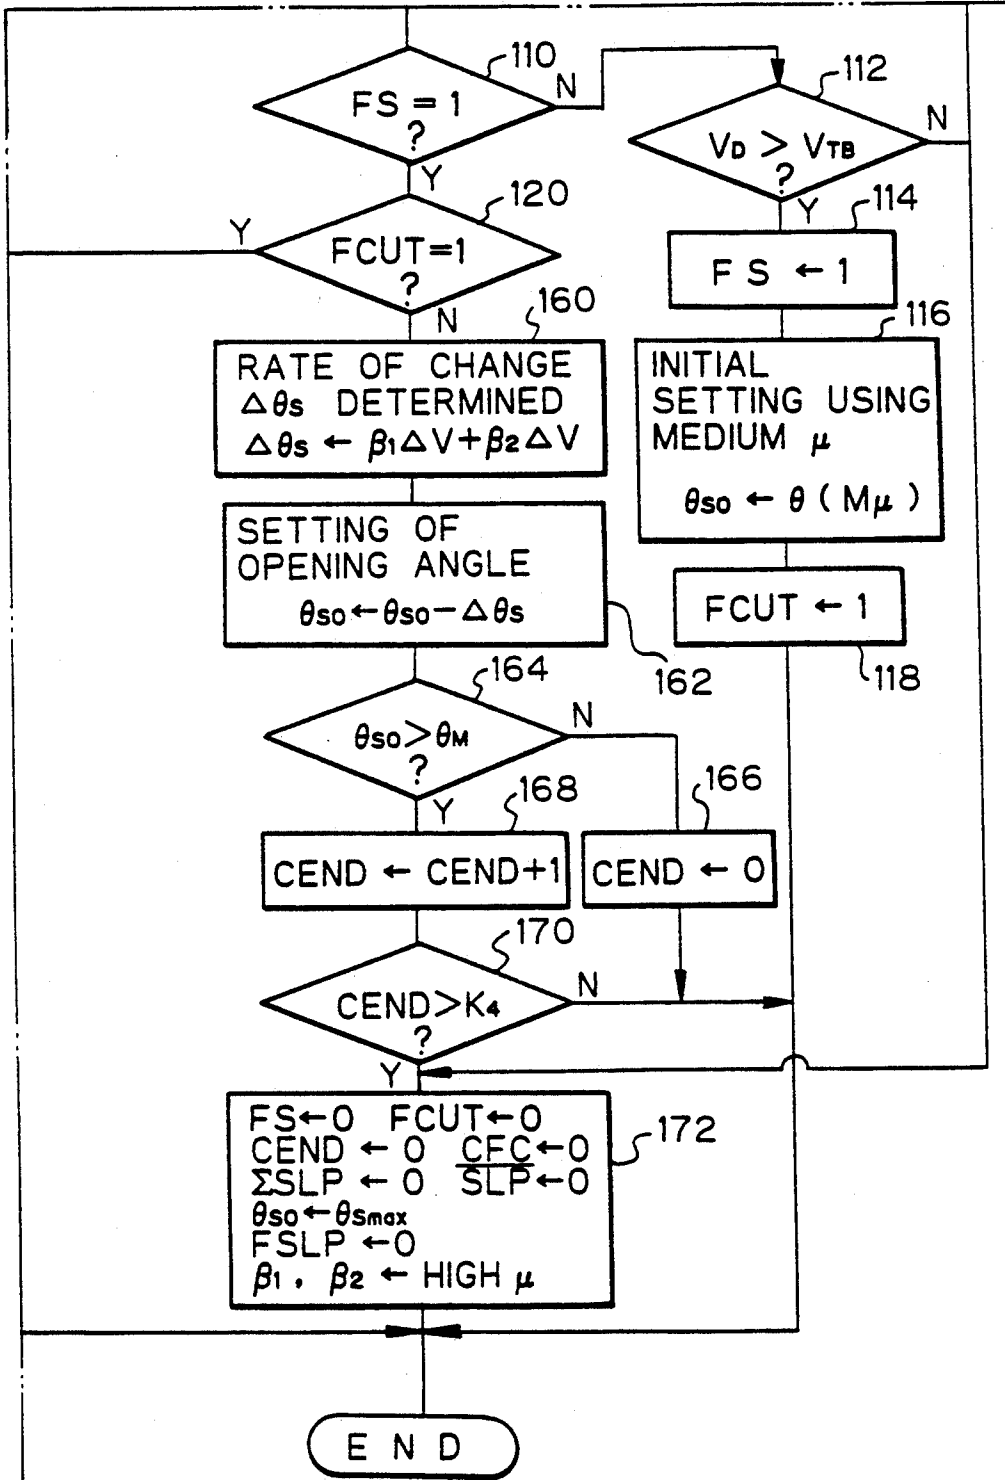 110
FS = 1
?
N
Y
112
VD > VTB
?
N
Y
114
FS ← 1
116
INITIAL
SETTING USING
MEDIUM μ
θso ← θ (Mμ)
FCUT ← 1
118
120
Y
FCUT=1
?
N
160
RATE OF CHANGE
Δθs DETERMINED
Δθs ← β1ΔV+β2ΔV
SETTING OF
OPENING ANGLE
θso←θso−Δθs
162
164
θso>θM
?
N
Y
168
CEND ← CEND+1
166
CEND ← 0
170
CEND>K4
?
N
Y
172
FS←0 FCUT←0
CEND ← 0 CFC←0
ΣSLP ← 0 S̅L̅P̅←0
θso←θsmax
FSLP ←0
β1, β2 ← HIGH μ
END